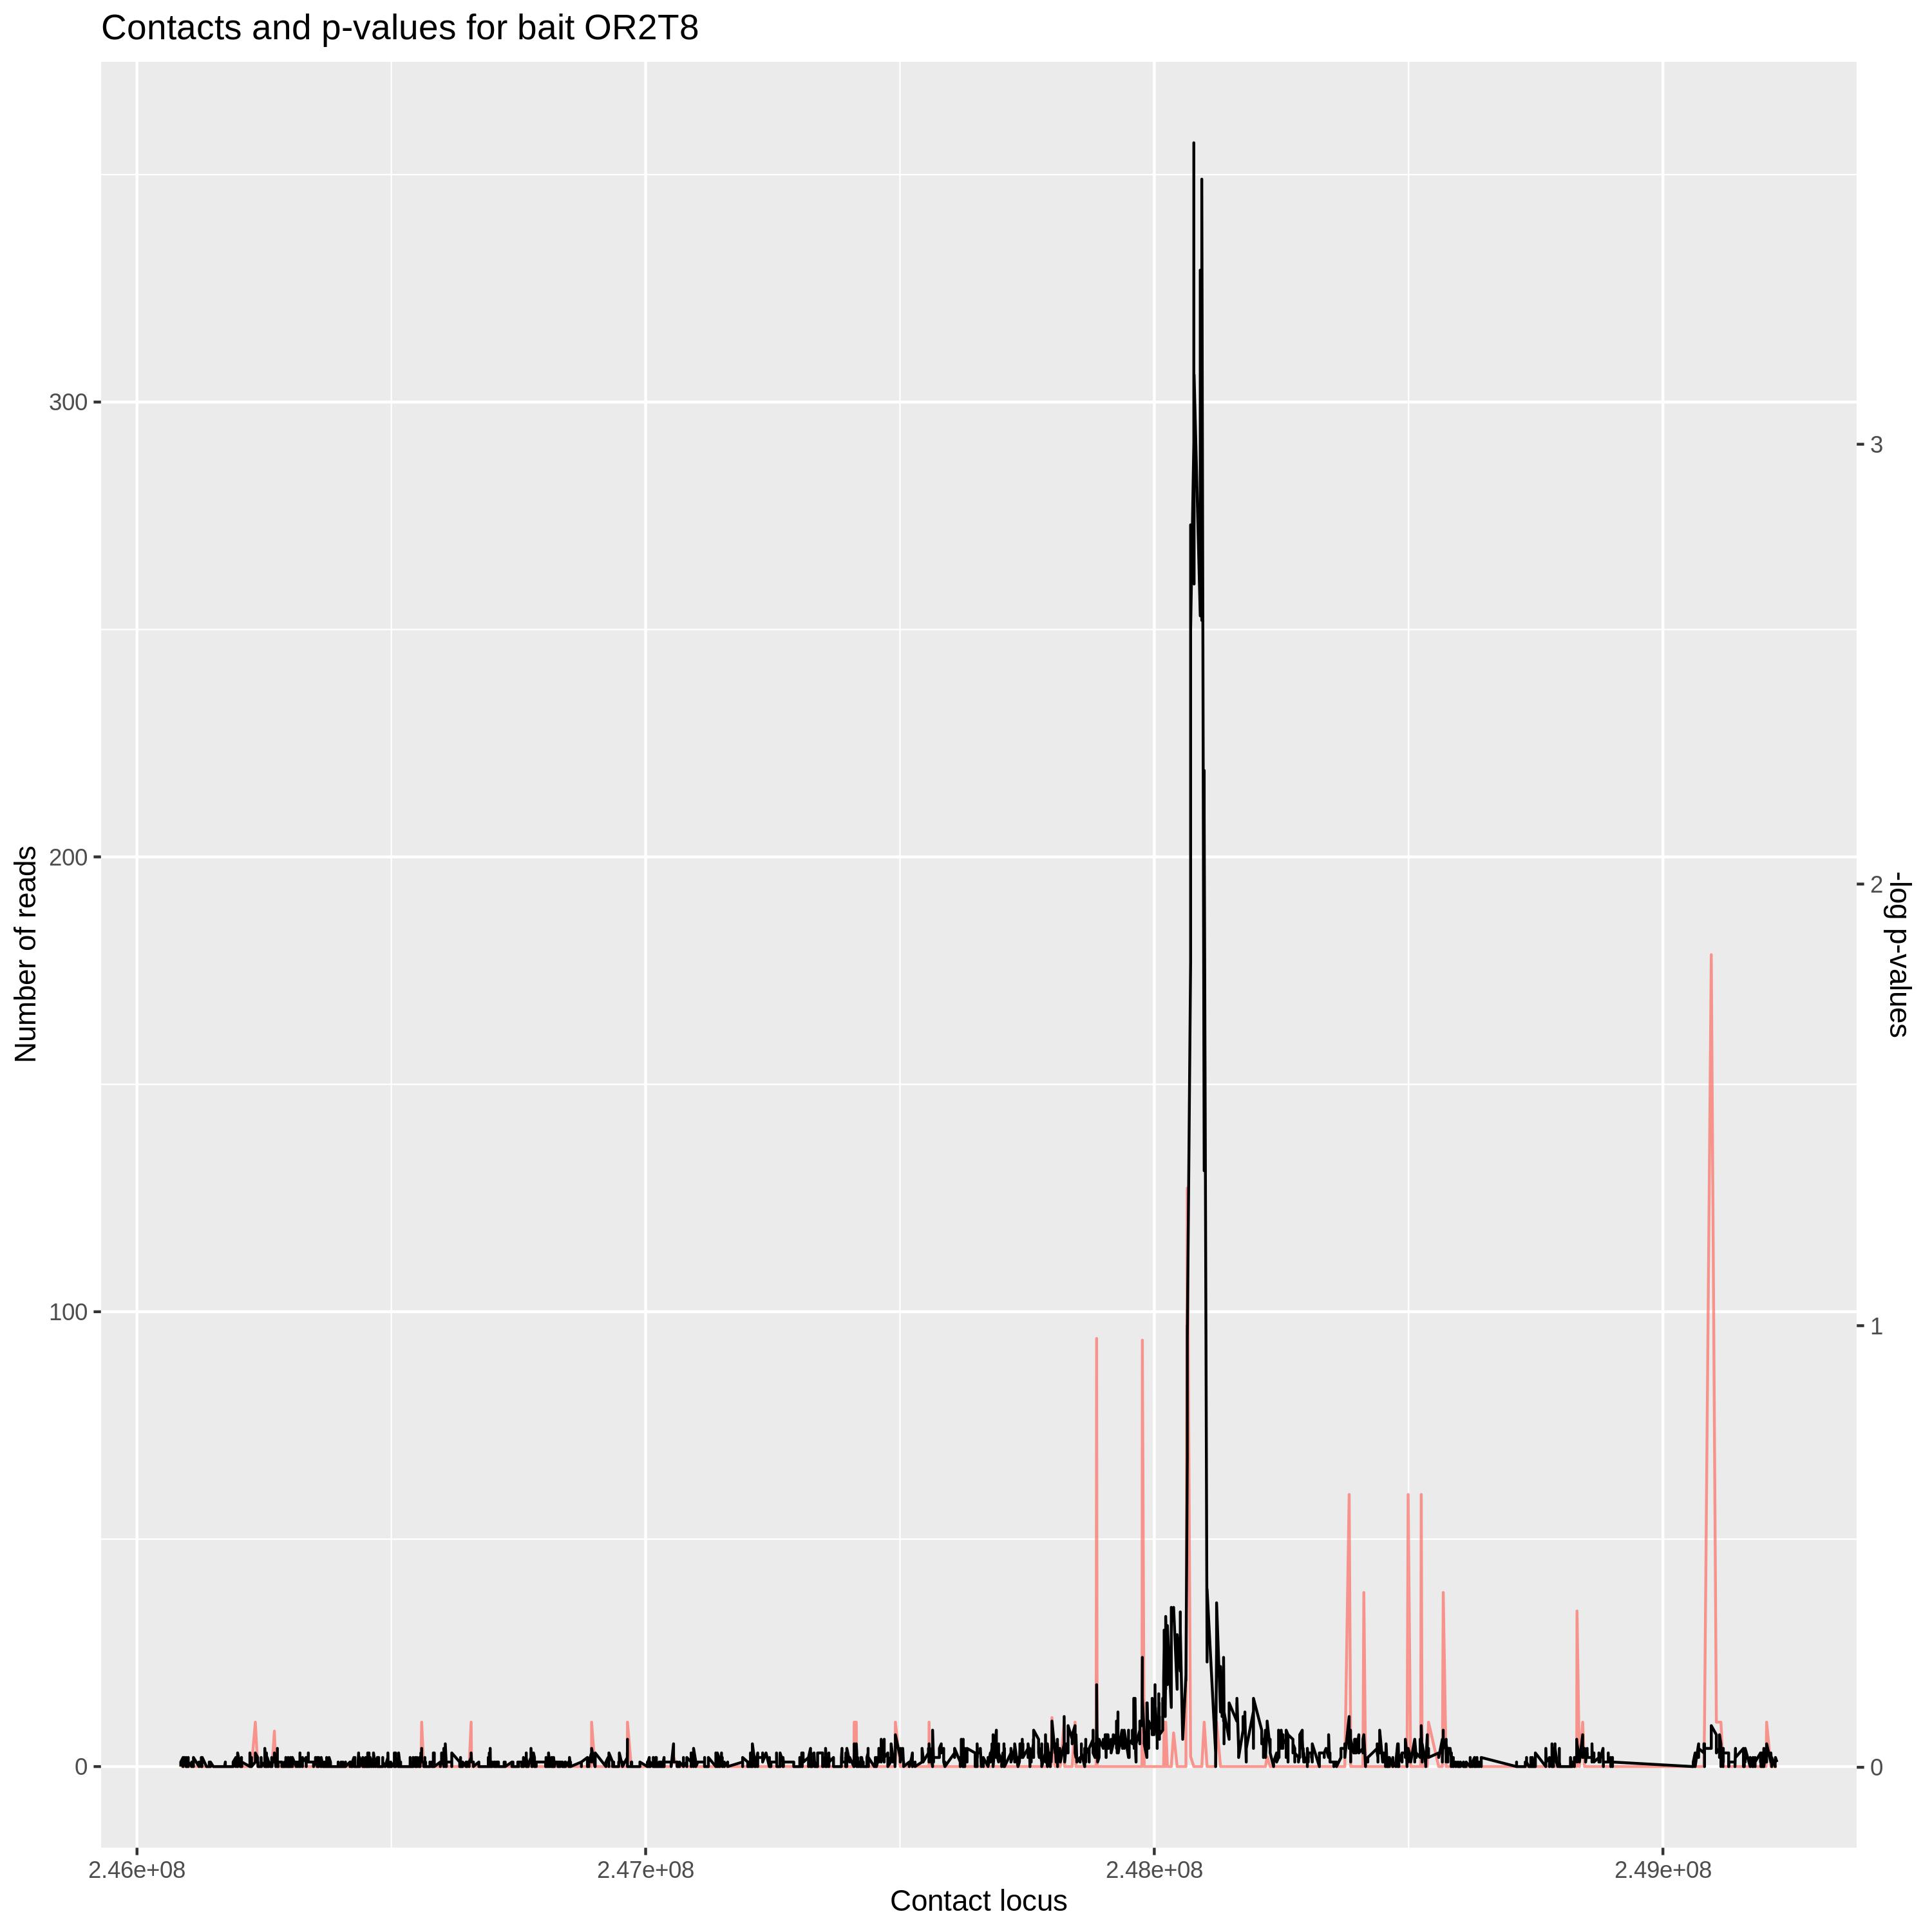 Contacts and p-values for bait OR2T8
300
200
100
0
3
2
1
0
Number of reads
-log p-values
2.46e+08
2.47e+08
2.48e+08
2.49e+08
Contact locus